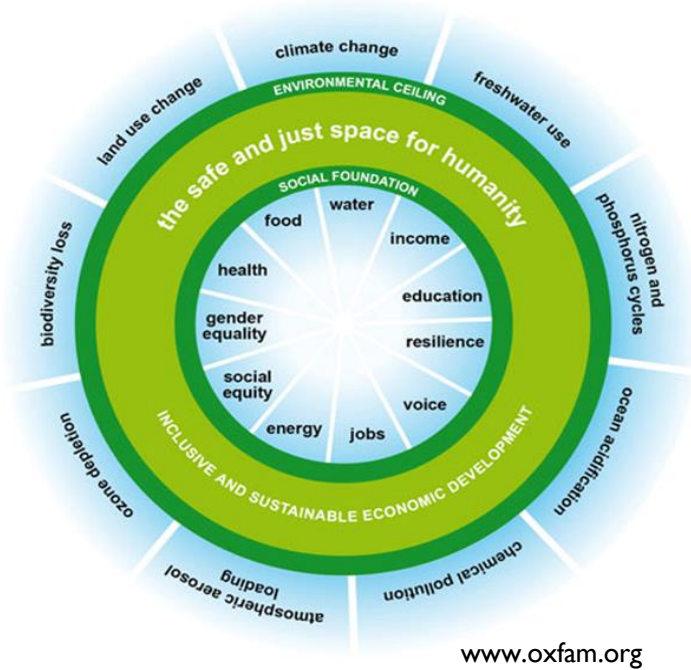 climate change
freshwater use
nitrogen and
phosphorus cycles
ocean acidification
chemical pollution
atmospheric aerosol
loading
ozone depletion
biodiversity loss
land use change
ENVIRONMENTAL CEILING
the safe and just space for humanity
SOCIAL FOUNDATION
water
income
education
resilience
voice
jobs
energy
social
equity
gender
equality
health
food
INCLUSIVE AND SUSTAINABLE ECONOMIC DEVELOPMENT
www.oxfam.org